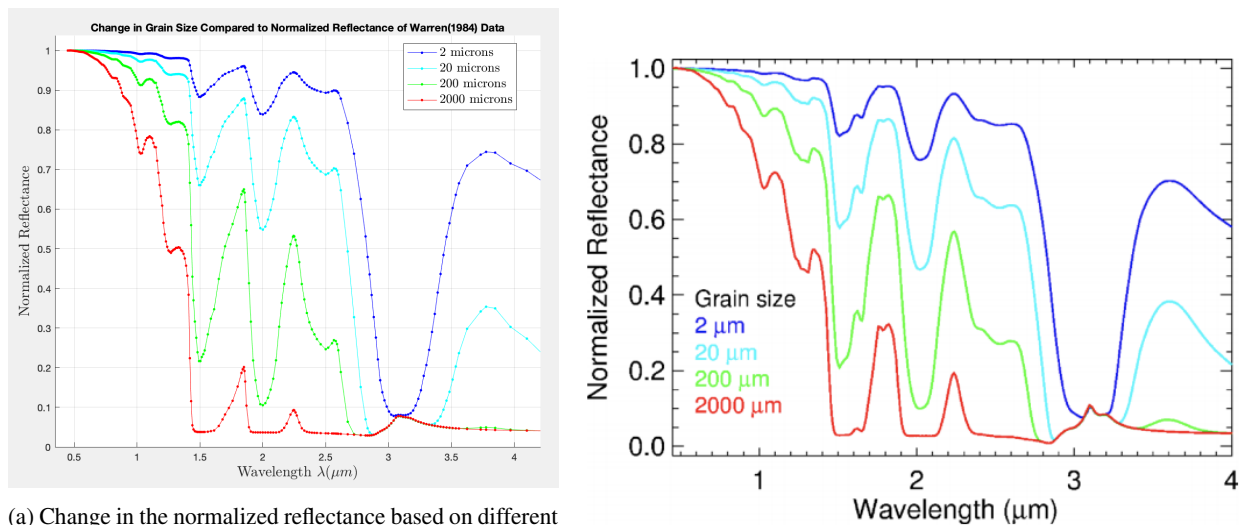 Change in Grain Size Compared to Normalized Reflectance of Warren(1984) Data
1
0.9
0.8
0.7
0.6
0.5
0.4
0.3
0.2
0.1
0
Normalized Reflectance
2 microns
20 microns
200 microns
2000 microns
0.5 1 1.5 2 2.5 3 3.5 4
Wavelength λ(μm)
(a) Change in the normalized reflectance based on different
1.0
0.8
0.6
0.4
0.2
0.0
Normalized Reflectance
Grain size
2 μm
20 μm
200 μm
2000 μm
1 2 3 4
Wavelength (μm)